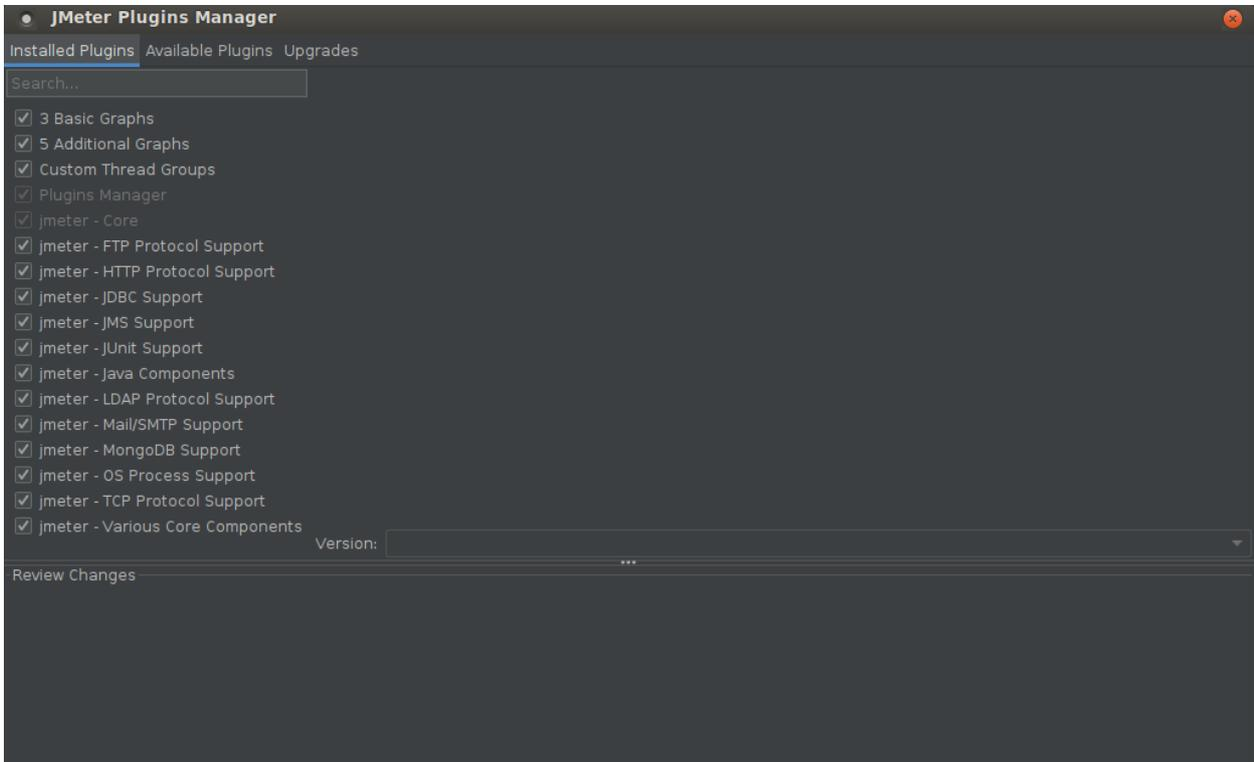 JMeter Plugins Manager
Installed Plugins Available Plugins Upgrades
Search...
3 Basic Graphs
5 Additional Graphs
Custom Thread Groups
Plugins Manager
jmeter - Core
jmeter - FTP Protocol Support
jmeter - HTTP Protocol Support
jmeter - JDBC Support
jmeter - JMS Support
jmeter - JUnit Support
jmeter - Java Components
jmeter - LDAP Protocol Support
jmeter - Mail/SMTP Support
jmeter - MongoDB Support
jmeter - OS Process Support
jmeter - TCP Protocol Support
jmeter - Various Core Components
Version:
Review Changes